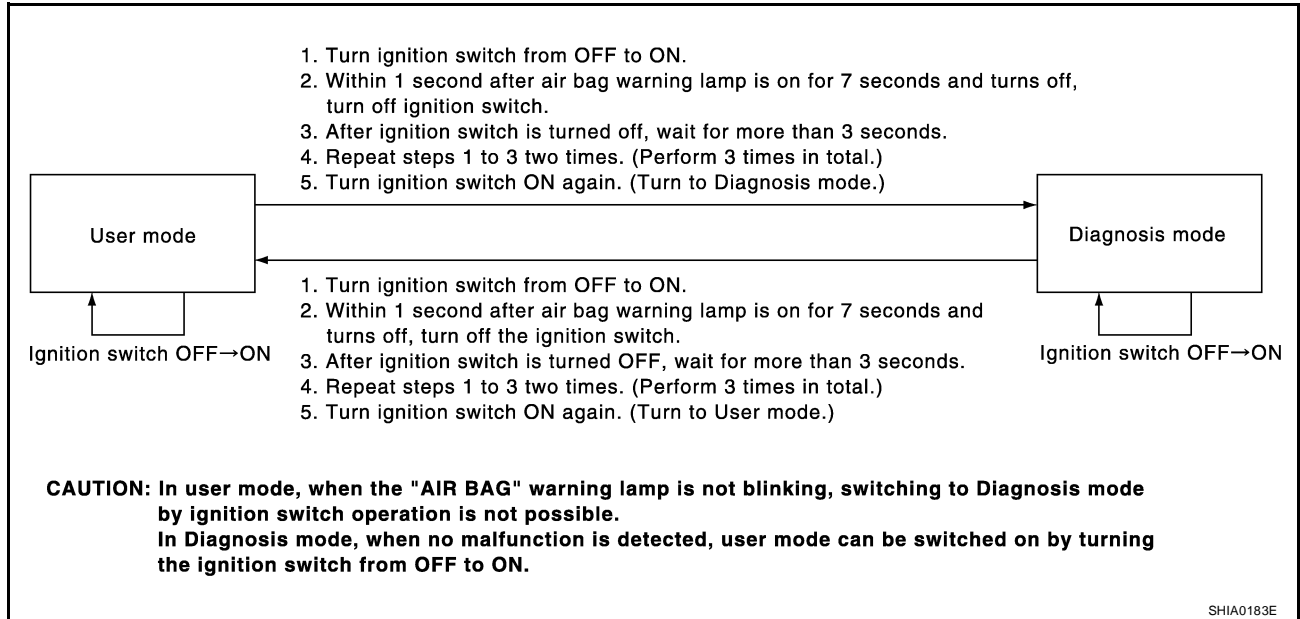 1. Turn ignition switch from OFF to ON.
2. Within 1 second after air bag warning lamp is on for 7 seconds and turns off,
turn off ignition switch.
3. After ignition switch is turned off, wait for more than 3 seconds.
4. Repeat steps 1 to 3 two times. (Perform 3 times in total.)
5. Turn ignition switch ON again. (Turn to Diagnosis mode.)
User mode
Diagnosis mode
1. Turn ignition switch from OFF to ON.
2. Within 1 second after air bag warning lamp is on for 7 seconds and
turns off, turn off the ignition switch.
3. After ignition switch is turned OFF, wait for more than 3 seconds.
4. Repeat steps 1 to 3 two times. (Perform 3 times in total.)
5. Turn ignition switch ON again. (Turn to User mode.)
Ignition switch OFF→ON
Ignition switch OFF→ON
CAUTION: In user mode, when the "AIR BAG" warning lamp is not blinking, switching to Diagnosis mode
by ignition switch operation is not possible.
In Diagnosis mode, when no malfunction is detected, user mode can be switched on by turning
the ignition switch from OFF to ON.
SHIA0183E